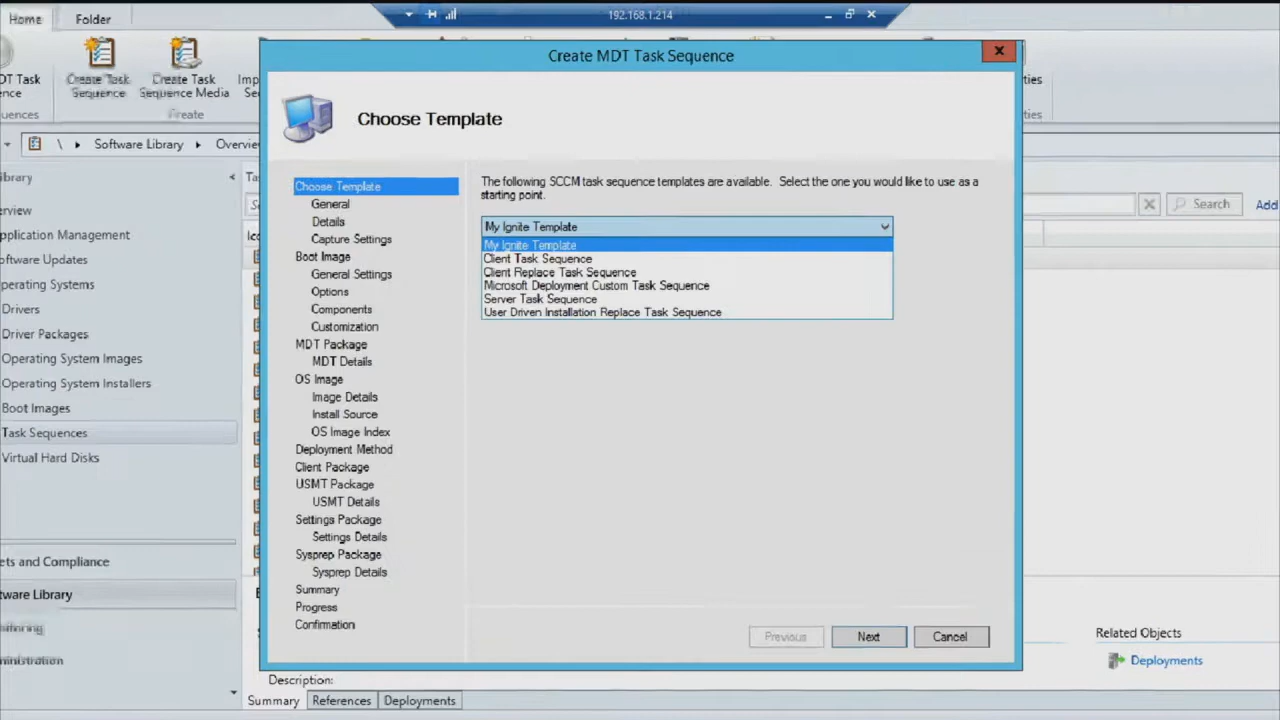 Home
Folder
192.168.1.214
Create MDT Task Sequence
DT Task
Create Task
Create Task
Imp
ties
nce
Sequence
Sequence Media
Se
uences
Create
ties
Choose Template
\ Software Library Overvie
ibrary
Ta
Search
Add
rview
pplication Management
oftware Updates
perating Systems
Drivers
Driver Packages
Operating System Images
Operating System Installers
Boot Images
Task Sequences
Virtual Hard Disks
ets and Compliance
tware Library
nitoring
ministration
Choose Template
General
Details
Capture Settings
Boot Image
General Settings
Options
Components
Customization
MDT Package
MDT Details
OS Image
Image Details
Install Source
OS Image Index
Deployment Method
Client Package
USMT Package
USMT Details
Settings Package
Settings Details
Sysprep Package
Sysprep Details
Summary
Progress
Confirmation
The following SCCM task sequence templates are available. Select the one you would like to use as a
starting point.
My Ignite Template
My Ignite Template
Client Task Sequence
Client Replace Task Sequence
Microsoft Deployment Custom Task Sequence
Server Task Sequence
User Driven Installation Replace Task Sequence
Previous
Next
Cancel
Related Objects
Deployments
Description:
Summary
References
Deployments